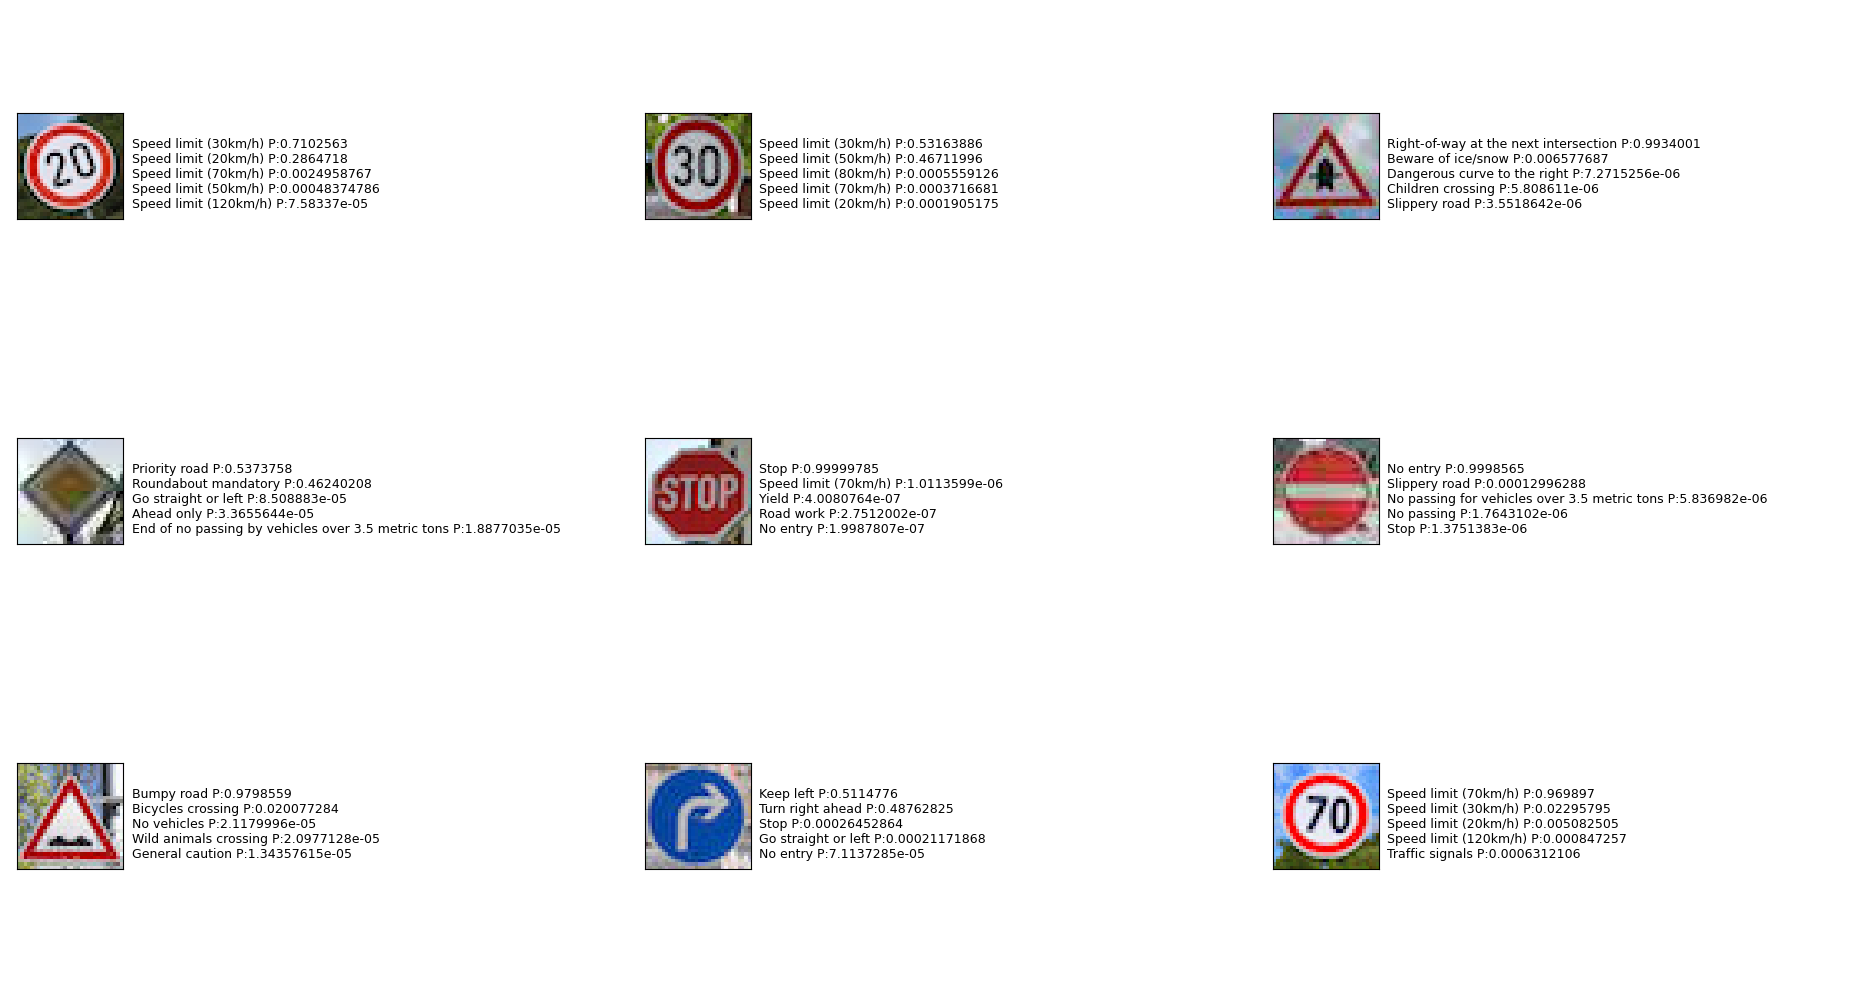 20
Speed limit (30km/h) P:0.7102563
Speed limit (20km/h) P:0.2864718
Speed limit (70km/h) P:0.0024958767
Speed limit (50km/h) P:0.00048374786
Speed limit (120km/h) P:7.58337e-05
30
Speed limit (30km/h) P:0.53163886
Speed limit (50km/h) P:0.46711996
Speed limit (80km/h) P:0.0005559126
Speed limit (70km/h) P:0.0003716681
Speed limit (20km/h) P:0.0001905175
Right-of-way at the next intersection P:0.9934001
Beware of ice/snow P:0.006577687
Dangerous curve to the right P:7.2715256e-06
Children crossing P:5.808611e-06
Slippery road P:3.5518642e-06
Priority road P:0.5373758
Roundabout mandatory P:0.46240208
Go straight or left P:8.508883e-05
Ahead only P:3.3655644e-05
End of no passing by vehicles over 3.5 metric tons P:1.8877035e-05
STOP
Stop P:0.99999785
Speed limit (70km/h) P:1.0113599e-06
Yield P:4.0080764e-07
Road work P:2.7512002e-07
No entry P:1.9987807e-07
No entry P:0.9998565
Slippery road P:0.00012996288
No passing for vehicles over 3.5 metric tons P:5.836982e-06
No passing P:1.7643102e-06
Stop P:1.3751383e-06
Bumpy road P:0.9798559
Bicycles crossing P:0.020077284
No vehicles P:2.1179996e-05
Wild animals crossing P:2.0977128e-05
General caution P:1.34357615e-05
Keep left P:0.5114776
Turn right ahead P:0.48762825
Stop P:0.00026452864
Go straight or left P:0.00021171868
No entry P:7.1137285e-05
70
Speed limit (70km/h) P:0.969897
Speed limit (30km/h) P:0.02295795
Speed limit (20km/h) P:0.005082505
Speed limit (120km/h) P:0.000847257
Traffic signals P:0.0006312106